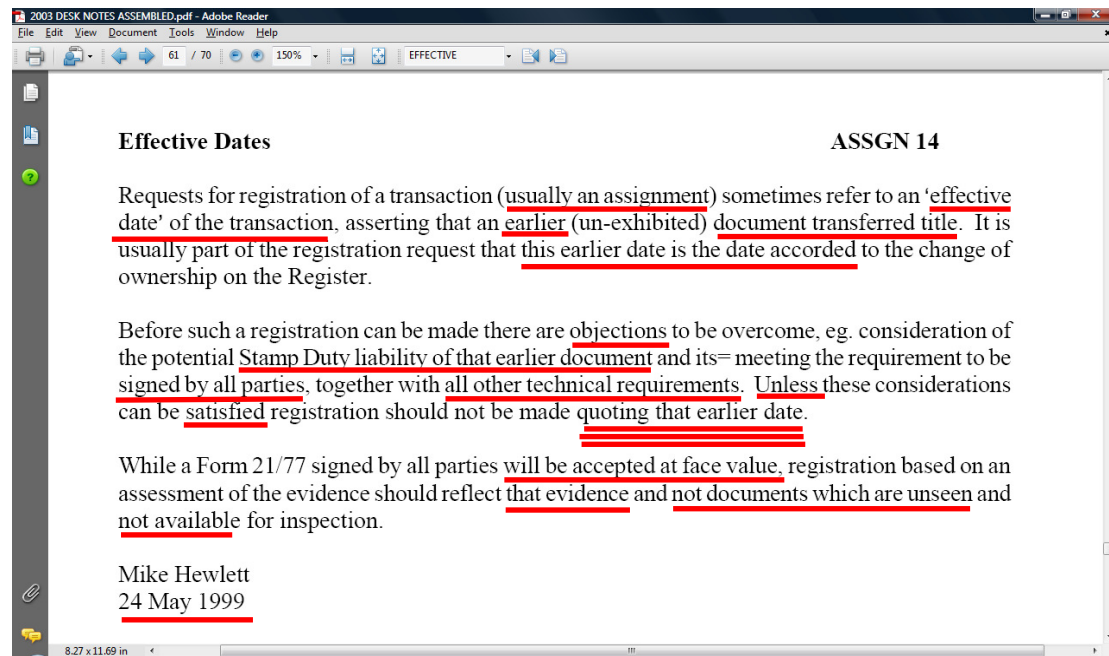 2003 DESK NOTES ASSEMBLED.pdf - Adobe Reader
File Edit View Document Tools Window Help
61 / 70 150% EFFECTIVE
Effective Dates ASSGN 14
Requests for registration of a transaction (usually an assignment) sometimes refer to an ‘effective
date’ of the transaction, asserting that an earlier (un-exhibited) document transferred title. It is
usually part of the registration request that this earlier date is the date accorded to the change of
ownership on the Register.
Before such a registration can be made there are objections to be overcome, eg. consideration of
the potential Stamp Duty liability of that earlier document and its= meeting the requirement to be
signed by all parties, together with all other technical requirements. Unless these considerations
can be satisfied registration should not be made quoting that earlier date.
While a Form 21/77 signed by all parties will be accepted at face value, registration based on an
assessment of the evidence should reflect that evidence and not documents which are unseen and
not available for inspection.
Mike Hewlett
24 May 1999
8.27 x 11.69 in